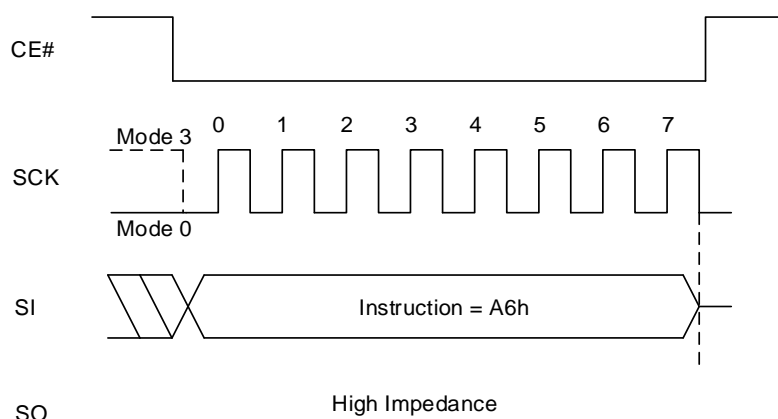 CE#
Mode 3
0 1 2 3 4 5 6 7
SCK
Mode 0
SI
Instruction = A6h
SO
High Impedance